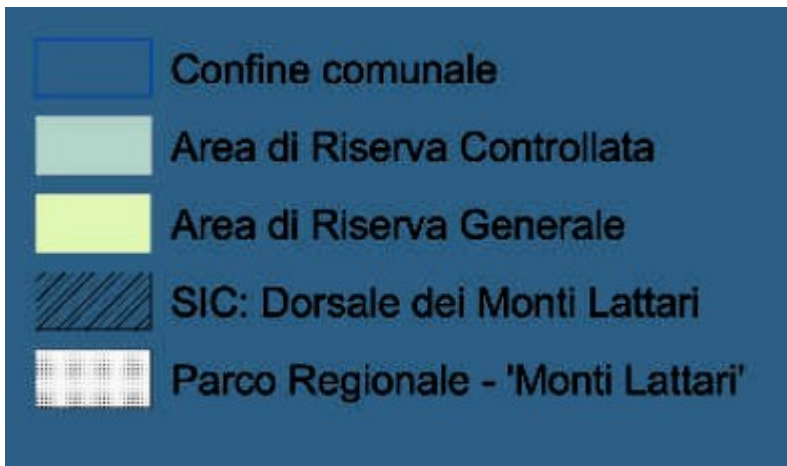 Confine comunale
Area di Riserva Controllata
Area di Riserva Generale
SIC: Dorsale dei Monti Lattari
Parco Regionale - 'Monti Lattari'